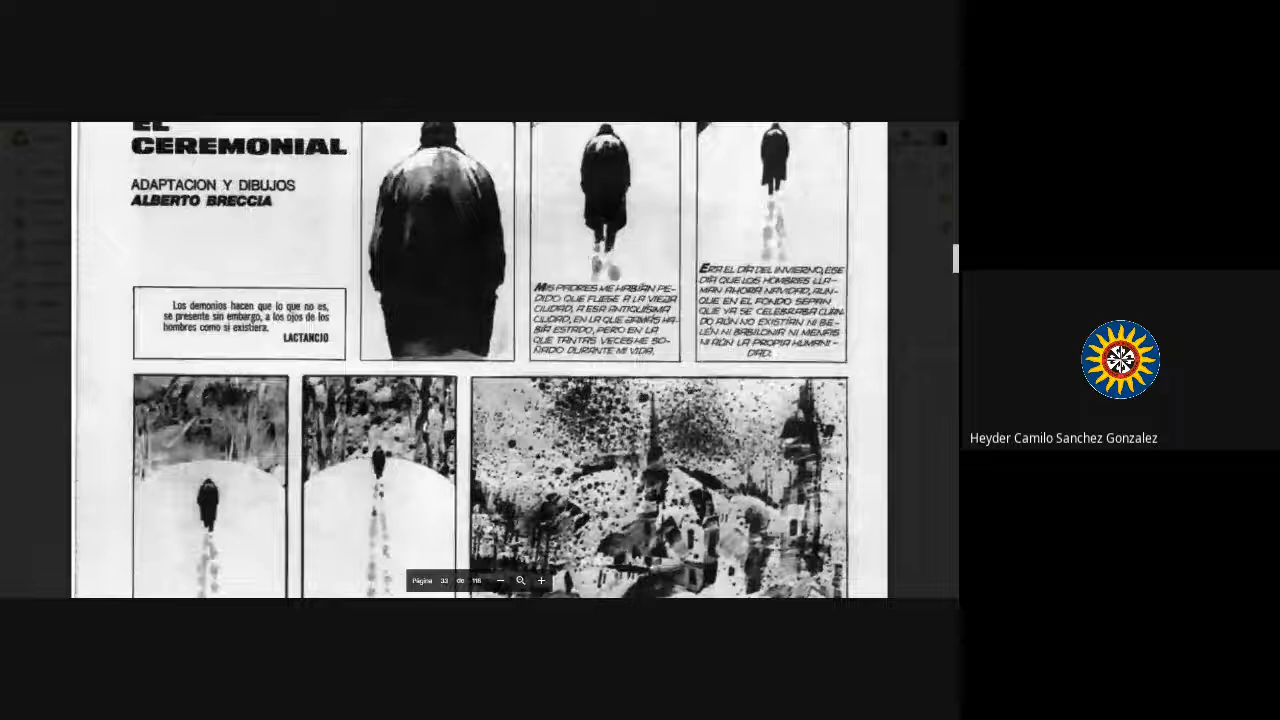 EL
CEREMONIAL
ADAPTACION Y DIBUJOS
ALBERTO BRECCIA
Los demonios hacen que lo que no es,
se presente sin embargo, a los ojos de los
hombres como si existiera.
LACTANCIO
MIS PADRES ME HABÍAN PE-
DIDO QUE FUESE A LA VIEJA
CIUDAD, A ESA ANTIQUÍSIMA
CIUDAD, EN LA QUE JAMÁS HA-
BÍA ESTADO, PERO EN LA
QUE TANTAS VECES HE SO-
ÑADO DURANTE MI VIDA.
ERA EL DÍA DEL INVIERNO, ESE
DÍA QUE LOS HOMBRES LLA-
MAN AHORA NAVIDAD, AUN-
QUE EN EL FONDO SEPAN
QUE YA SE CELEBRABA CUAN-
DO AÚN NO EXISTÍAN NI BE-
LÉN NI BABILONIA NI MENFIS
NI AÚN LA PROPIA HUMANI-
DAD.
Página 33 de 118
Heyder Camilo Sanchez Gonzalez